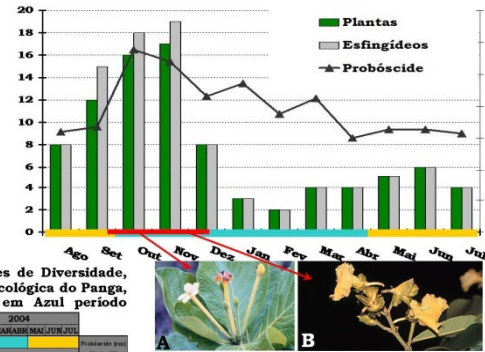 20
18
16
14
12
10
8
6
4
2
0
Plantas
Esfingídeos
Probóscide
Ago
Set
Out
Nov
Dez
Jan
Fev
Mar
Abr
Mai
Jun
Jul
es de Diversidade,
cológica do Panga,
em Azul período
2004
ABR MAI JUN JUL
Probóscide (cm)
A
B